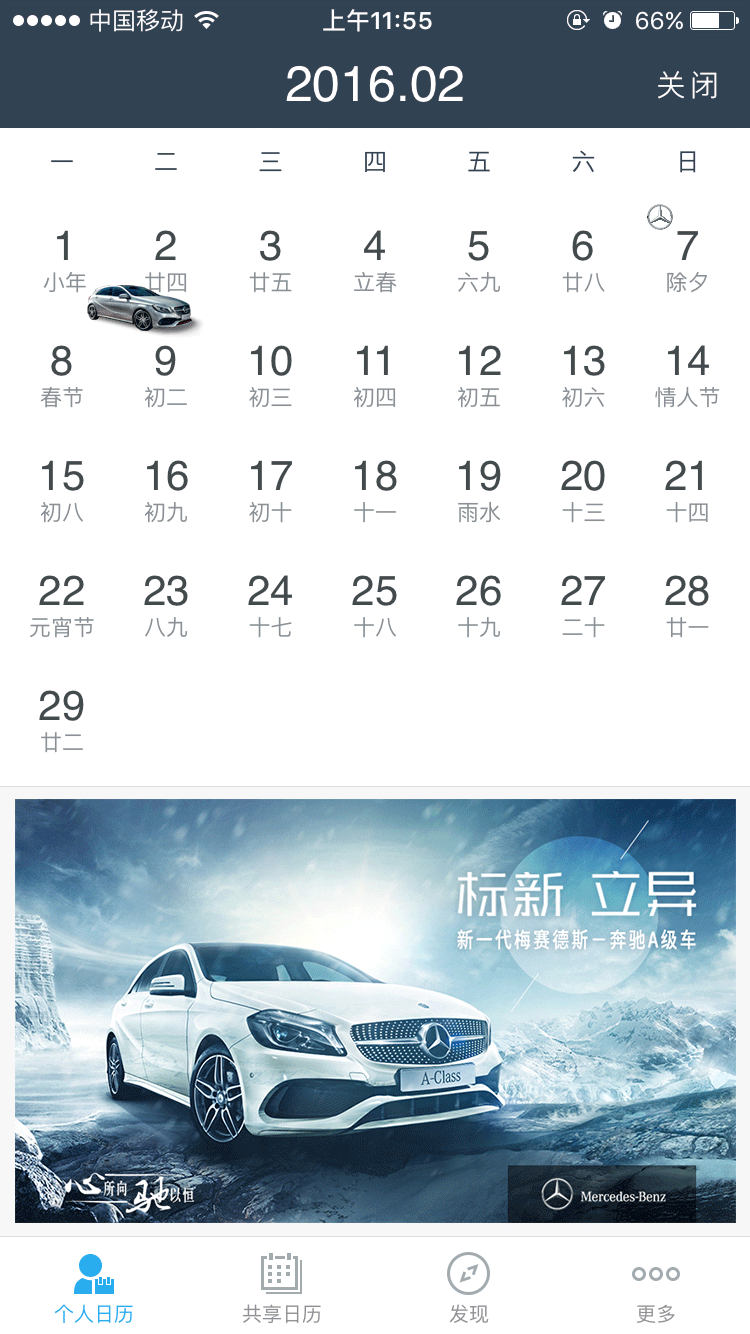 中国移动 上午11:55 66%
2016.02 关闭
一 二 三 四 五 六 日
1 2 3 4 5 6 7
小年 廿四 廿五 立春 六九 廿八 除夕
8 9 10 11 12 13 14
春节 初二 初三 初四 初五 初六 情人节
15 16 17 18 19 20 21
初八 初九 初十 十一 雨水 十三 十四
22 23 24 25 26 27 28
元宵节 八九 十七 十八 十九 二十 廿一
29
廿二
标新 立异
新一代梅赛德斯－奔驰A级车
A-Class
心所向 驰以恒
Mercedes-Benz
个人日历 共享日历 发现 更多